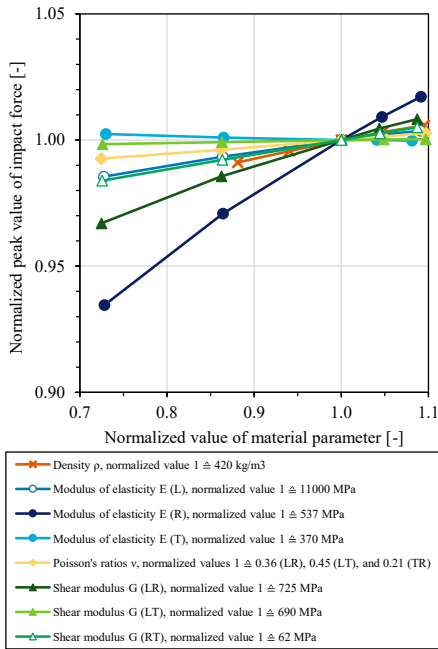 1.05
1.00
0.95
0.90
Normalized peak value of impact force [-]
0.7
0.8
0.9
1.0
1.1
Normalized value of material parameter [-]
Density ρ, normalized value 1 ≙ 420 kg/m3
Modulus of elasticity E (L), normalized value 1 ≙ 11000 MPa
Modulus of elasticity E (R), normalized value 1 ≙ 537 MPa
Modulus of elasticity E (T), normalized value 1 ≙ 370 MPa
Poisson's ratios ν, normalized values 1 ≙ 0.36 (LR), 0.45 (LT), and 0.21 (TR)
Shear modulus G (LR), normalized value 1 ≙ 725 MPa
Shear modulus G (LT), normalized value 1 ≙ 690 MPa
Shear modulus G (RT), normalized value 1 ≙ 62 MPa